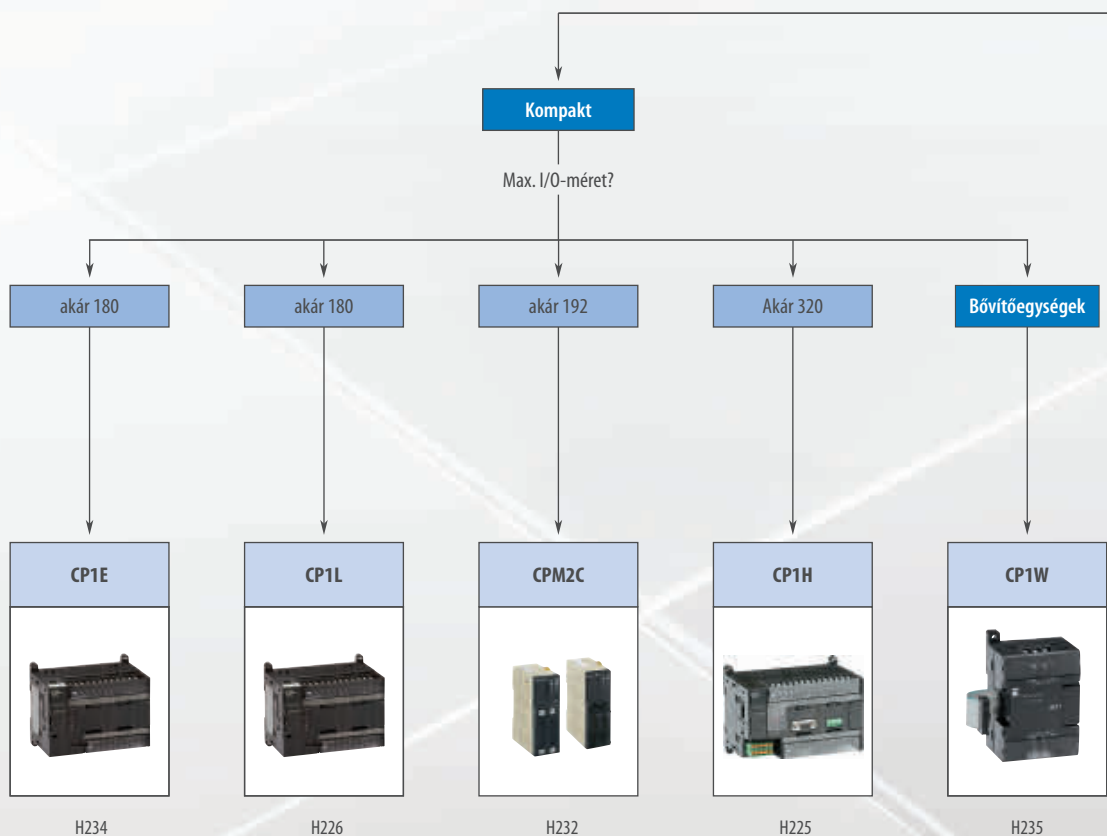 Kompakt
Max. I/O-méret?
akár 180
akár 180
akár 192
Akár 320
Bővítőegységek
CP1E
CP1L
CPM2C
CP1H
CP1W
H234
H226
H232
H225
H235